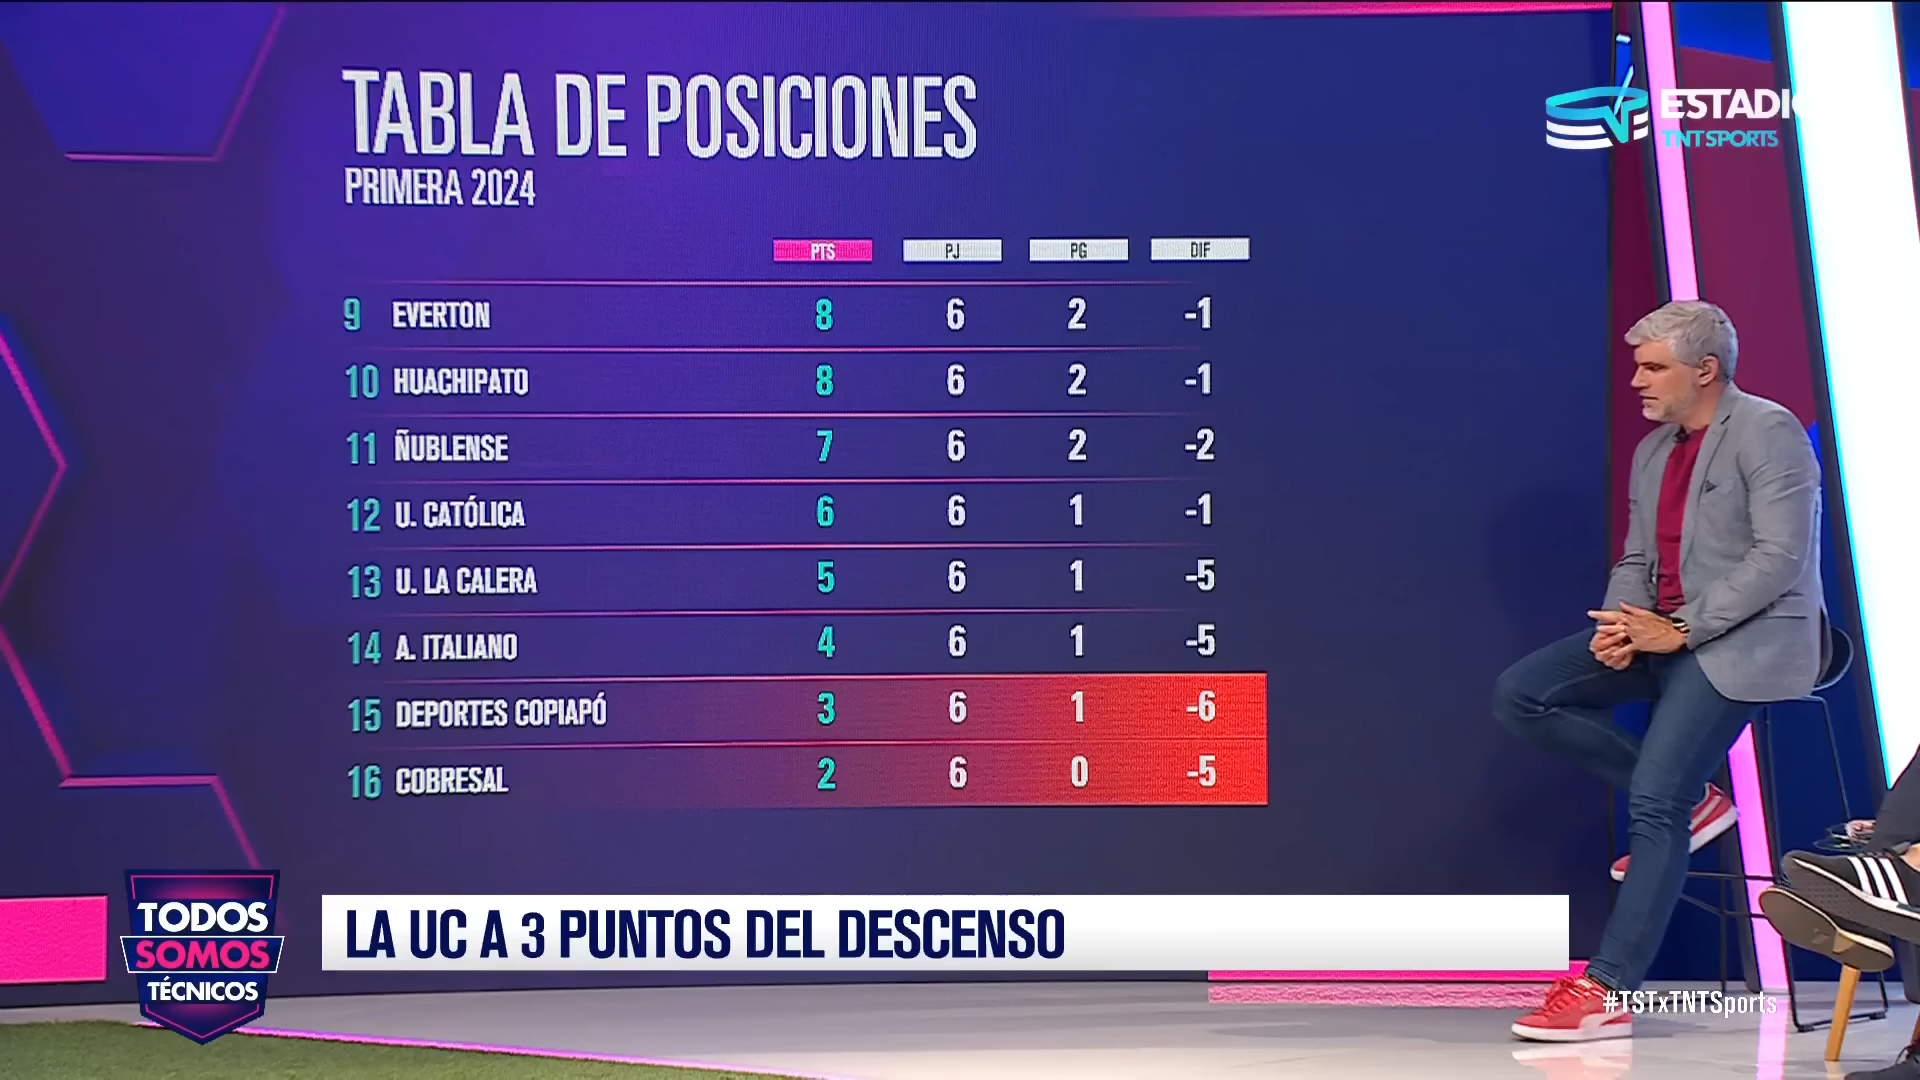 TABLA DE POSICIONES
PRIMERA 2024
ESTADIO
TNT SPORTS
PTS PJ PG DIF
9 EVERTON 8 6 2 -1
10 HUACHIPATO 8 6 2 -1
11 ÑUBLENSE 7 6 2 -2
12 U. CATÓLICA 6 6 1 -1
13 U. LA CALERA 5 6 1 -5
14 A. ITALIANO 4 6 1 -5
15 DEPORTES COPIAPÓ 3 6 1 -6
16 COBRESAL 2 6 0 -5
TODOS
SOMOS
TÉCNICOS
LA UC A 3 PUNTOS DEL DESCENSO
#TSTxTNTSports